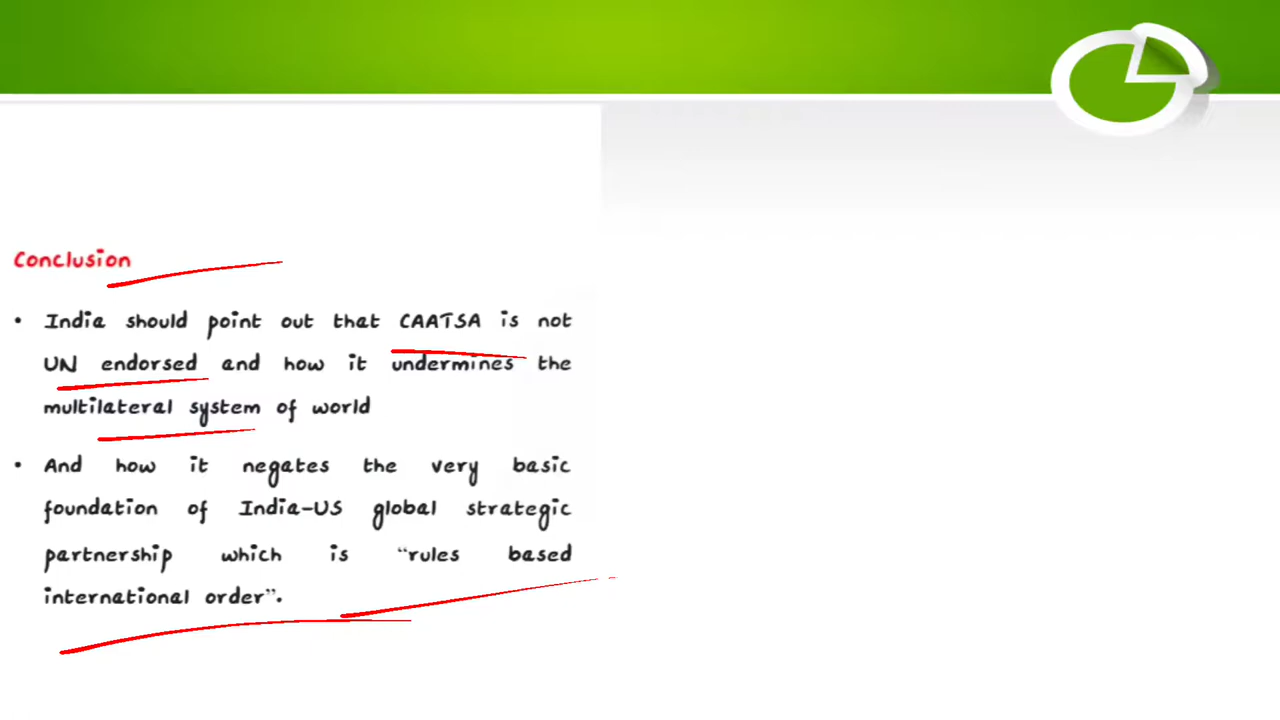 Conclusion
• India should point out that CAATSA is not
UN endorsed and how it undermines the
multilateral system of world
• And how it negates the very basic
foundation of India-US global strategic
partnership which is “rules based
international order”.